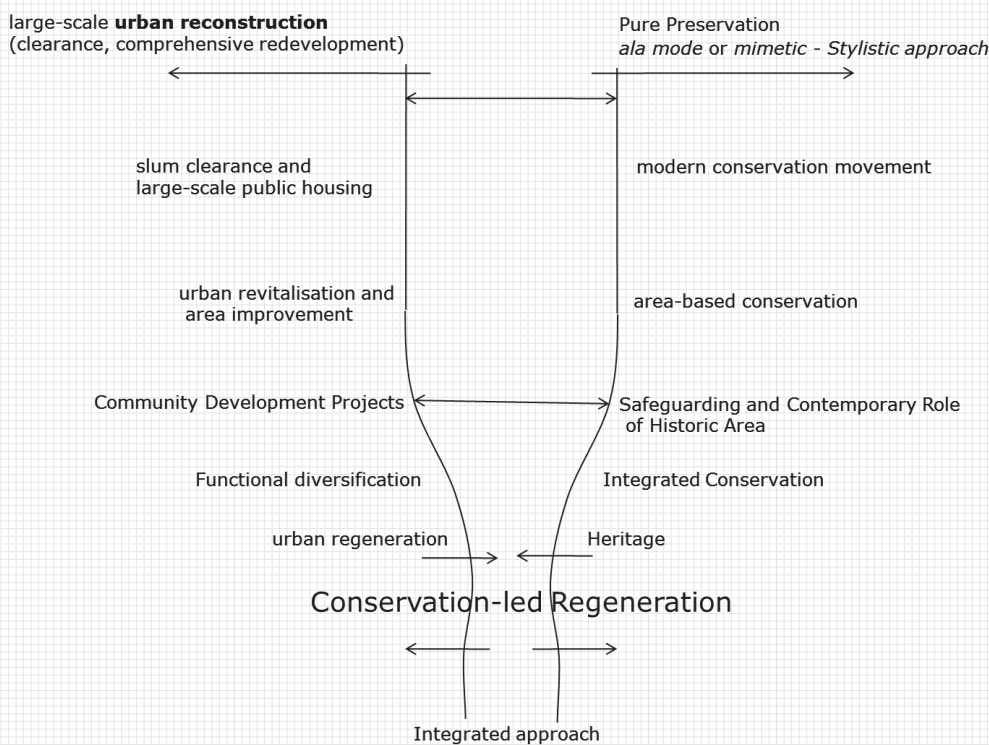 large-scale urban reconstruction
(clearance, comprehensive redevelopment)
Pure Preservation
ala mode or mimetic - Stylistic approach
slum clearance and
large-scale public housing
modern conservation movement
urban revitalisation and
area improvement
area-based conservation
Community Development Projects
Safeguarding and Contemporary Role
of Historic Area
Functional diversification
Integrated Conservation
urban regeneration
Heritage
Conservation-led Regeneration
Integrated approach